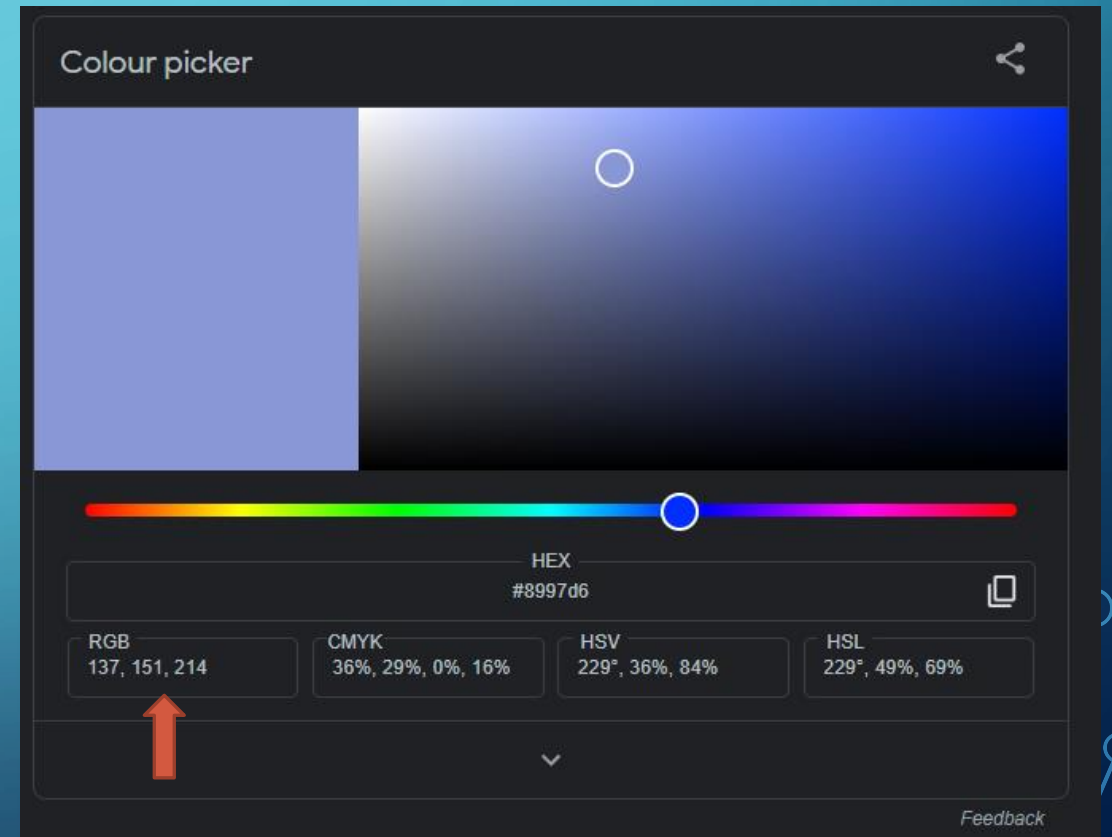 Colour picker
HEX
#8997d6
RGB
137, 151, 214
CMYK
36%, 29%, 0%, 16%
HSV
229°, 36%, 84%
HSL
229°, 49%, 69%
Feedback